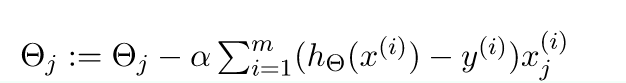 Θ_j := Θ_j − α ∑_{i=1}^{m} (h_Θ(x^{(i)}) − y^{(i)}) x_j^{(i)}